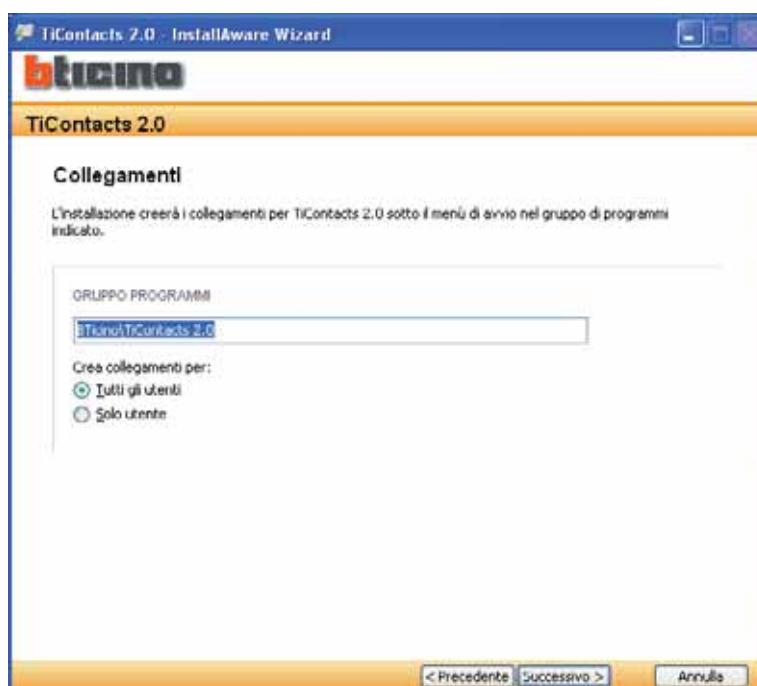 TiContacts 2.0 - InstallAware Wizard
bticino
TiContacts 2.0
Collegamenti
L'installazione creerà i collegamenti per TiContacts 2.0 sotto il menù di avvio nel gruppo di programmi
indicato.
GRUPPO PROGRAMMI
BTicino\TiContacts 2.0
Crea collegamenti per:
Tutti gli utenti
Solo utente
< Precedente Successivo > Annulla